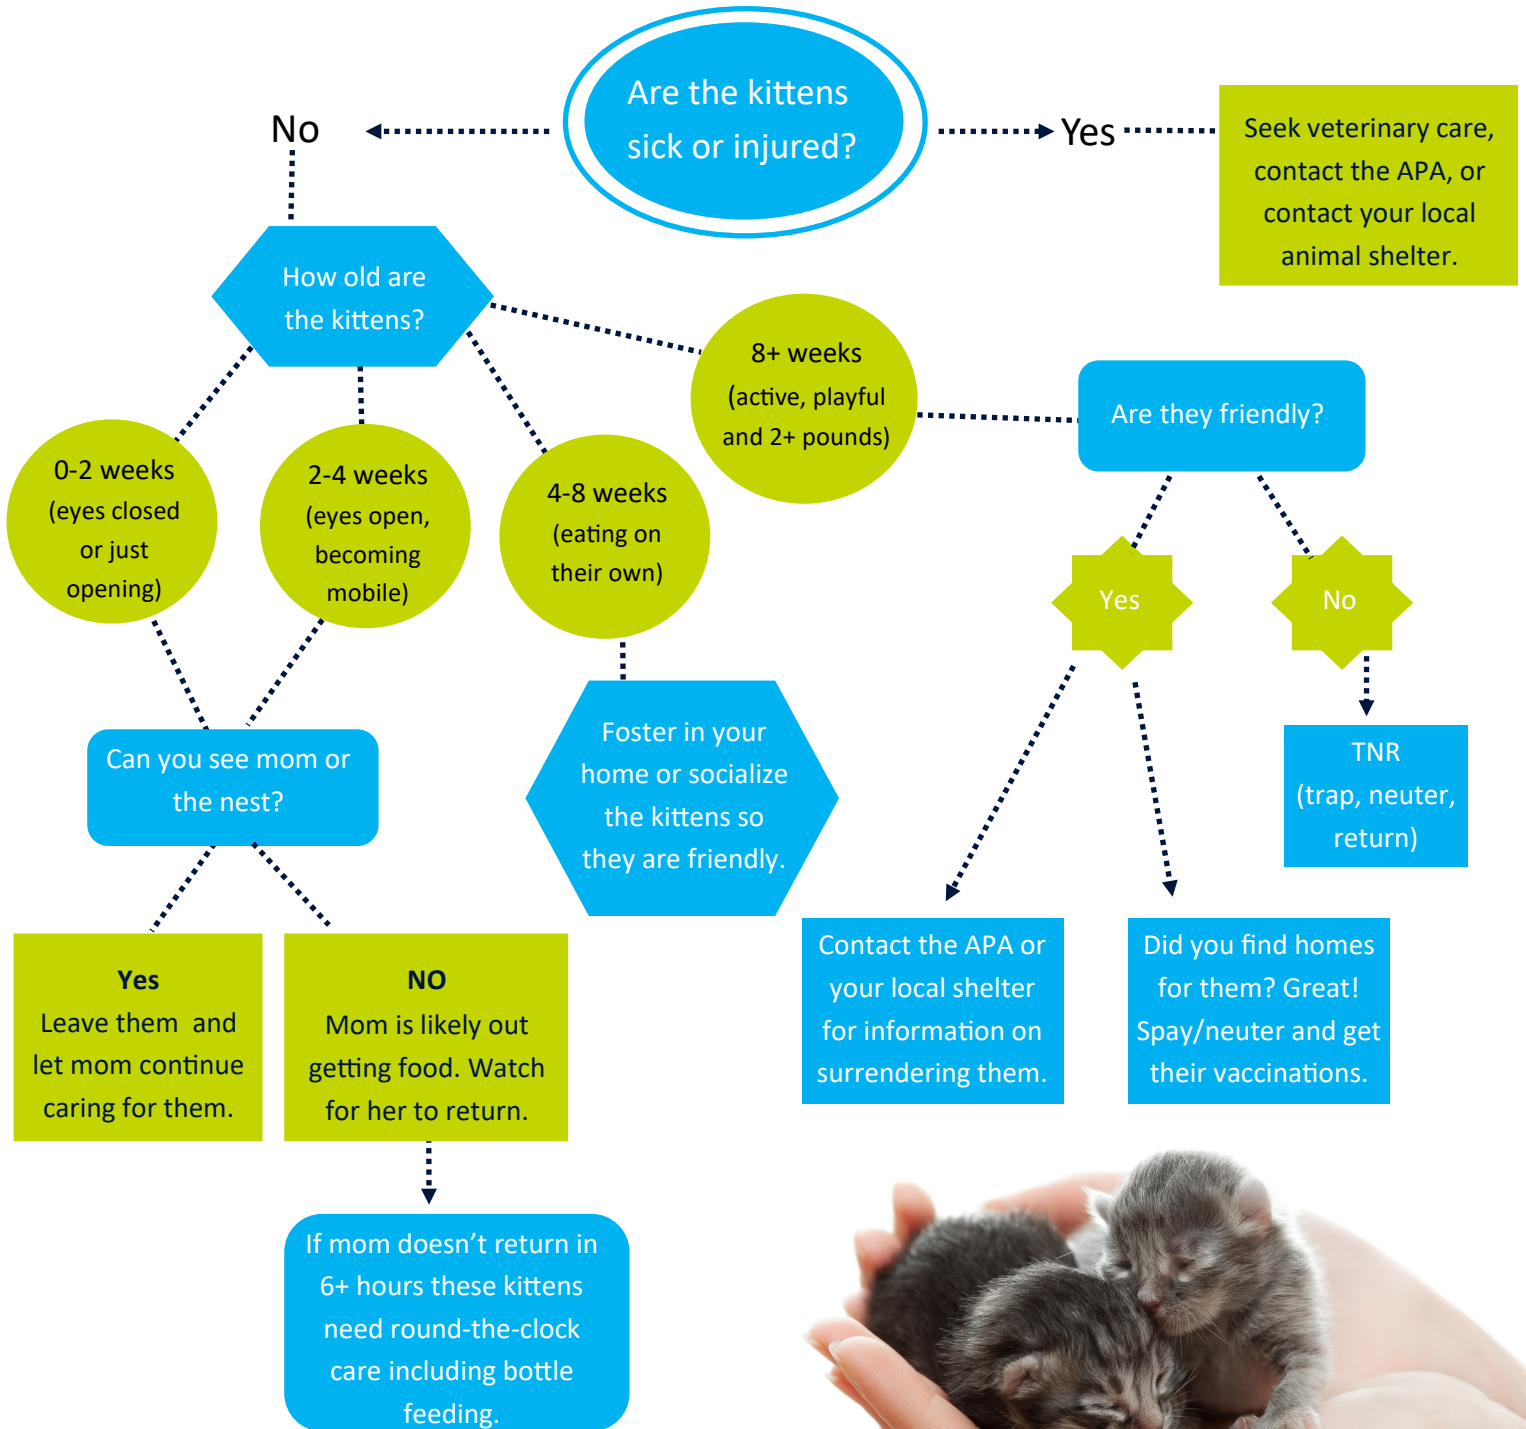 Are the kittens
sick or injured?
No
Yes
Seek veterinary care,
contact the APA, or
contact your local
animal shelter.
How old are
the kittens?
0-2 weeks
(eyes closed
or just
opening)
2-4 weeks
(eyes open,
becoming
mobile)
4-8 weeks
(eating on
their own)
8+ weeks
(active, playful
and 2+ pounds)
Are they friendly?
Yes
No
Can you see mom or
the nest?
Foster in your
home or socialize
the kittens so
they are friendly.
TNR
(trap, neuter,
return)
Yes
Leave them  and
let mom continue
caring for them.
NO
Mom is likely out
getting food. Watch
for her to return.
Contact the APA or
your local shelter
for information on
surrendering them.
Did you find homes
for them? Great!
Spay/neuter and get
their vaccinations.
If mom doesn’t return in
6+ hours these kittens
need round-the-clock
care including bottle
feeding.